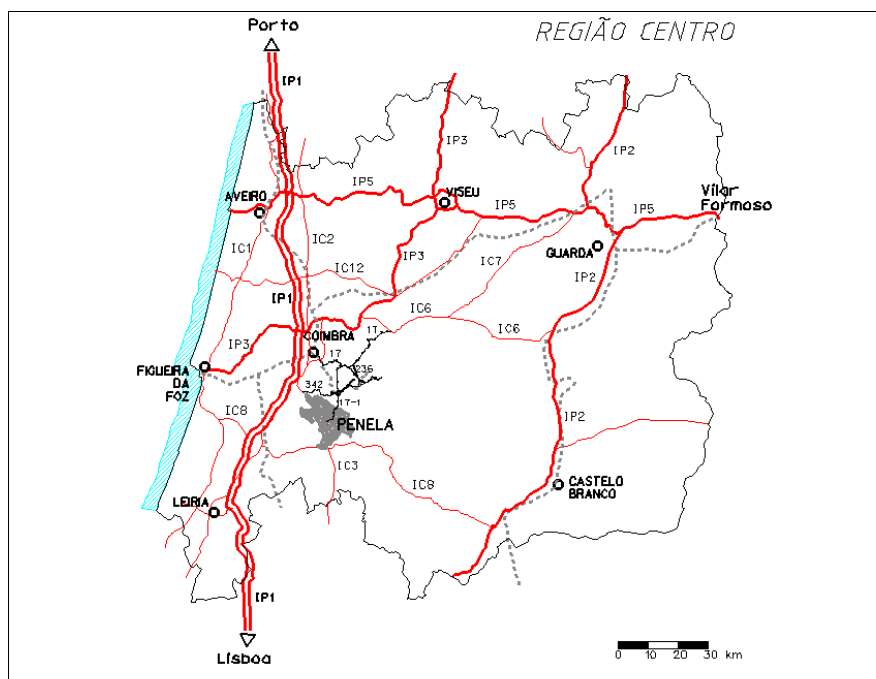 REGIÃO CENTRO
Porto
IP1
IP3
IP2
IP5
AVEIRO
VISEU
IP5
IP5
Vilar
Formoso
IC1
IC2
IP3
IC7
GUARDA
IC12
IP2
IP1
IC6
IC6
17
IP3
COIMBRA
17
236
FIGUEIRA
DA
FOZ
342
17-1
IC8
PENELA
IP2
IC3
IC8
CASTELO
BRANCO
LEIRIA
IP1
Lisboa
0 10 20 30 km